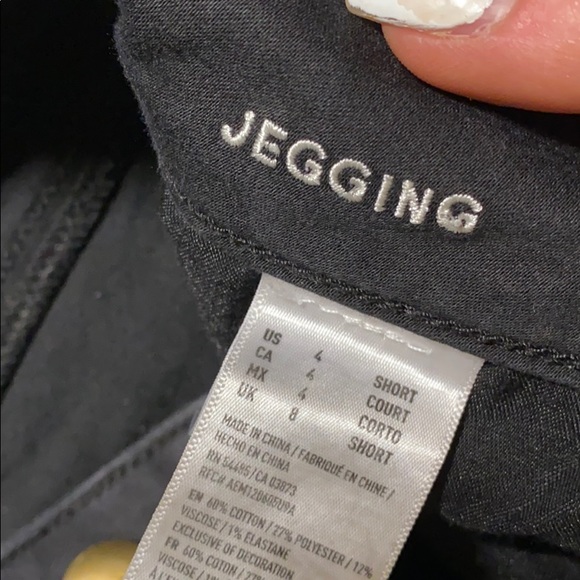 JEGGING
US 4 SHORT
CA 4 COURT
MX 4 CORTO
UK 8 SHORT
MADE IN CHINA / FABRIQUÉ EN CHINE /
HECHO EN CHINA
RN 54485 / CA 03873
EN 60% COTTON / 27% POLYESTER / 12%
VISCOSE / 1% ELASTANE
EXCLUSIVE OF DECORATION
FR 60% COTON / 27%
VISCOSE